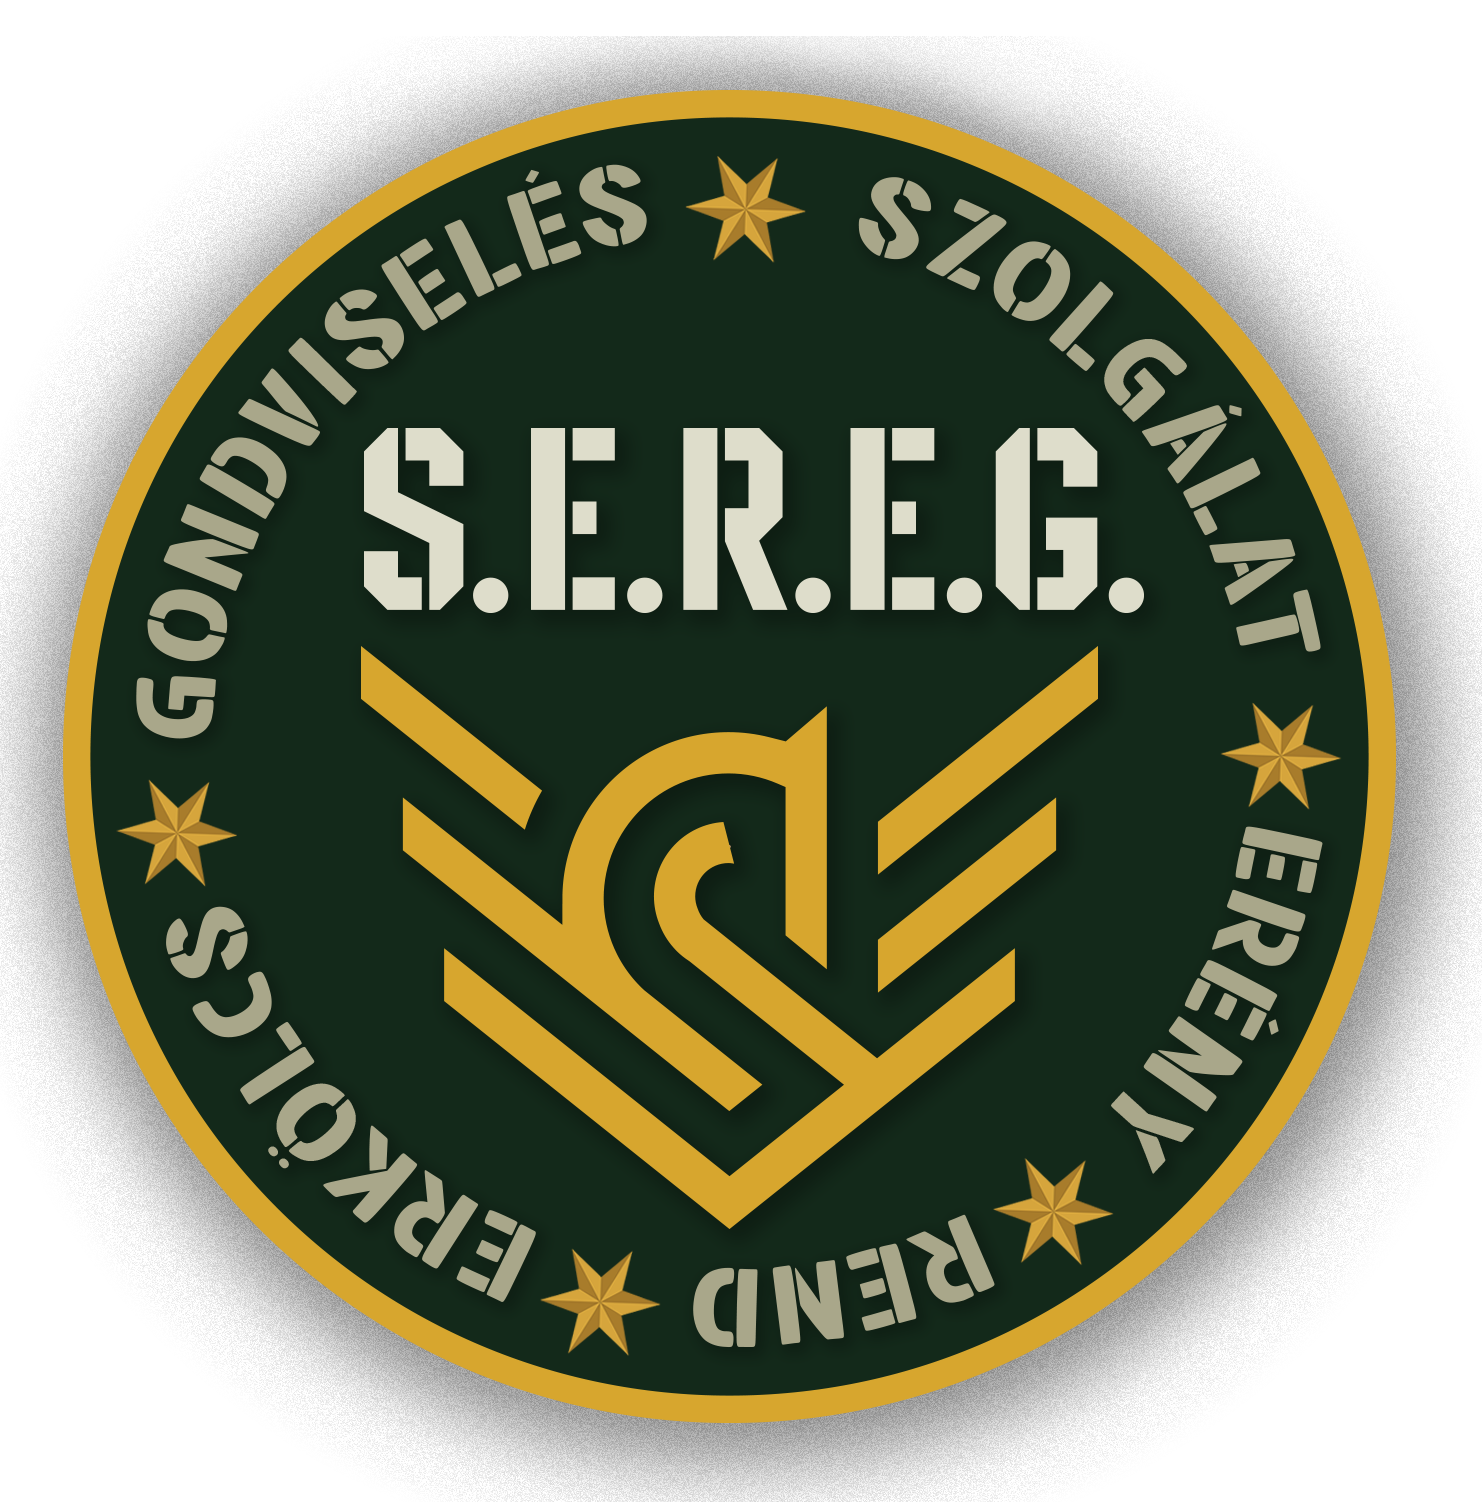 S.E.R.E.G.
SZOLGÁLAT
ERÉNY
REND
ERKÖLCS
GONDVISELÉS